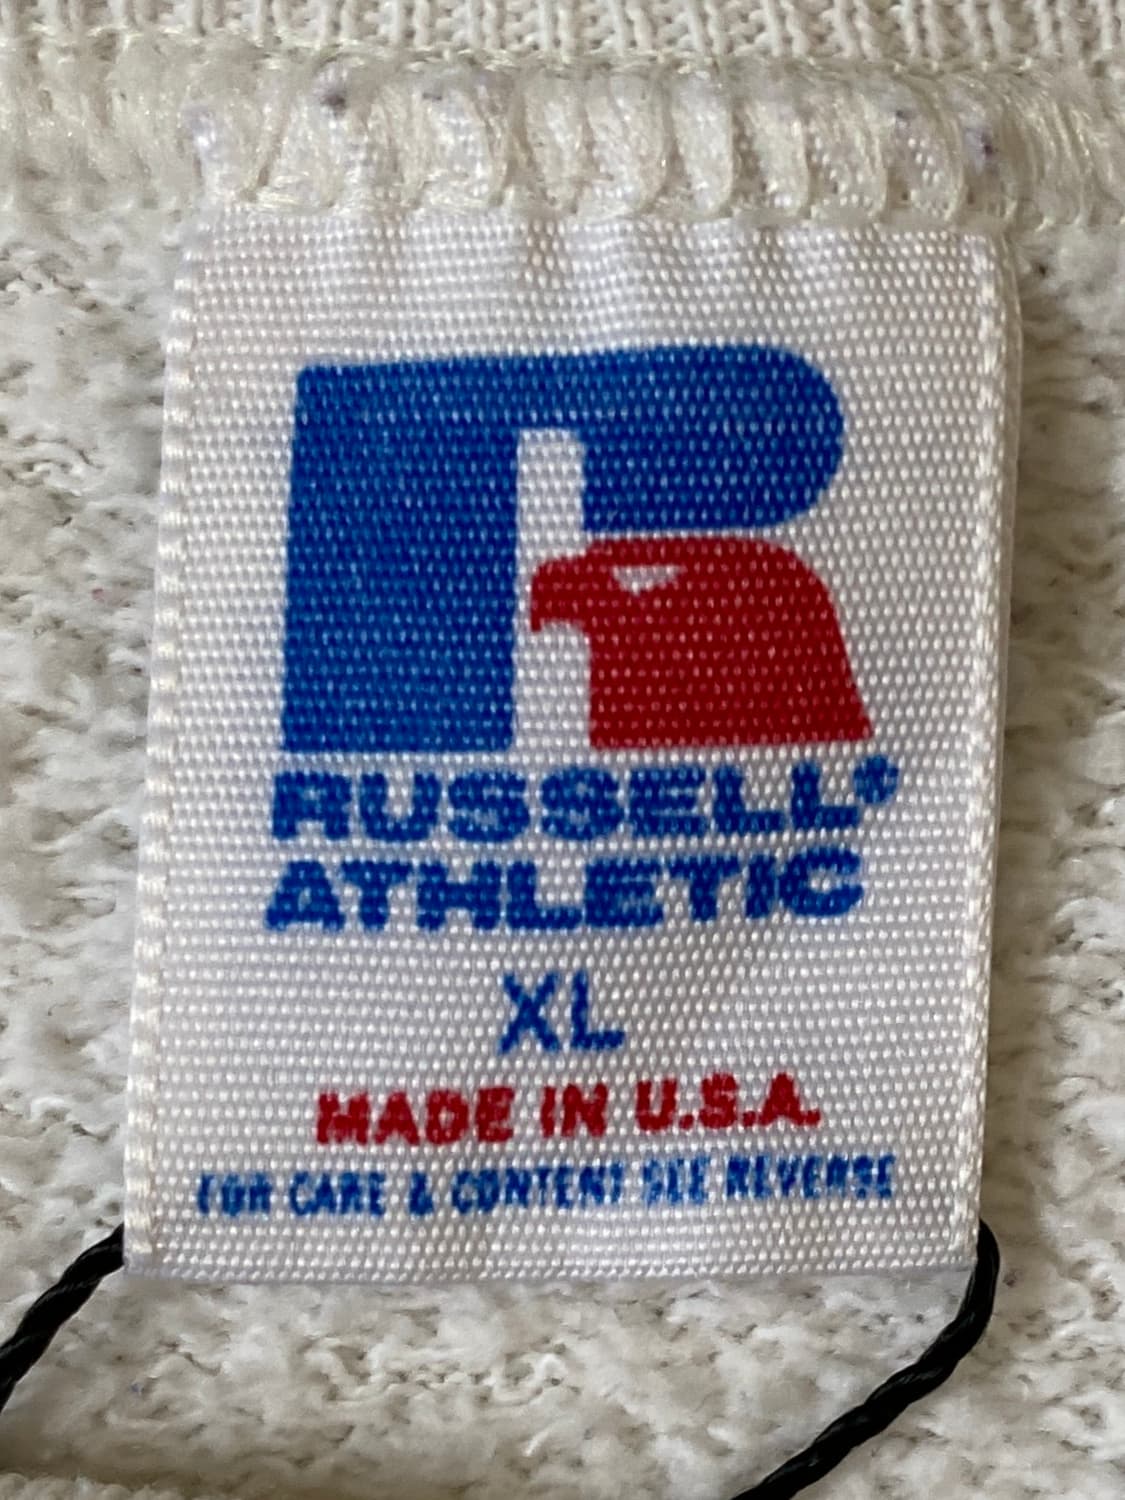 RUSSELL®
ATHLETIC
XL
MADE IN U.S.A.
FOR CARE & CONTENT SEE REVERSE